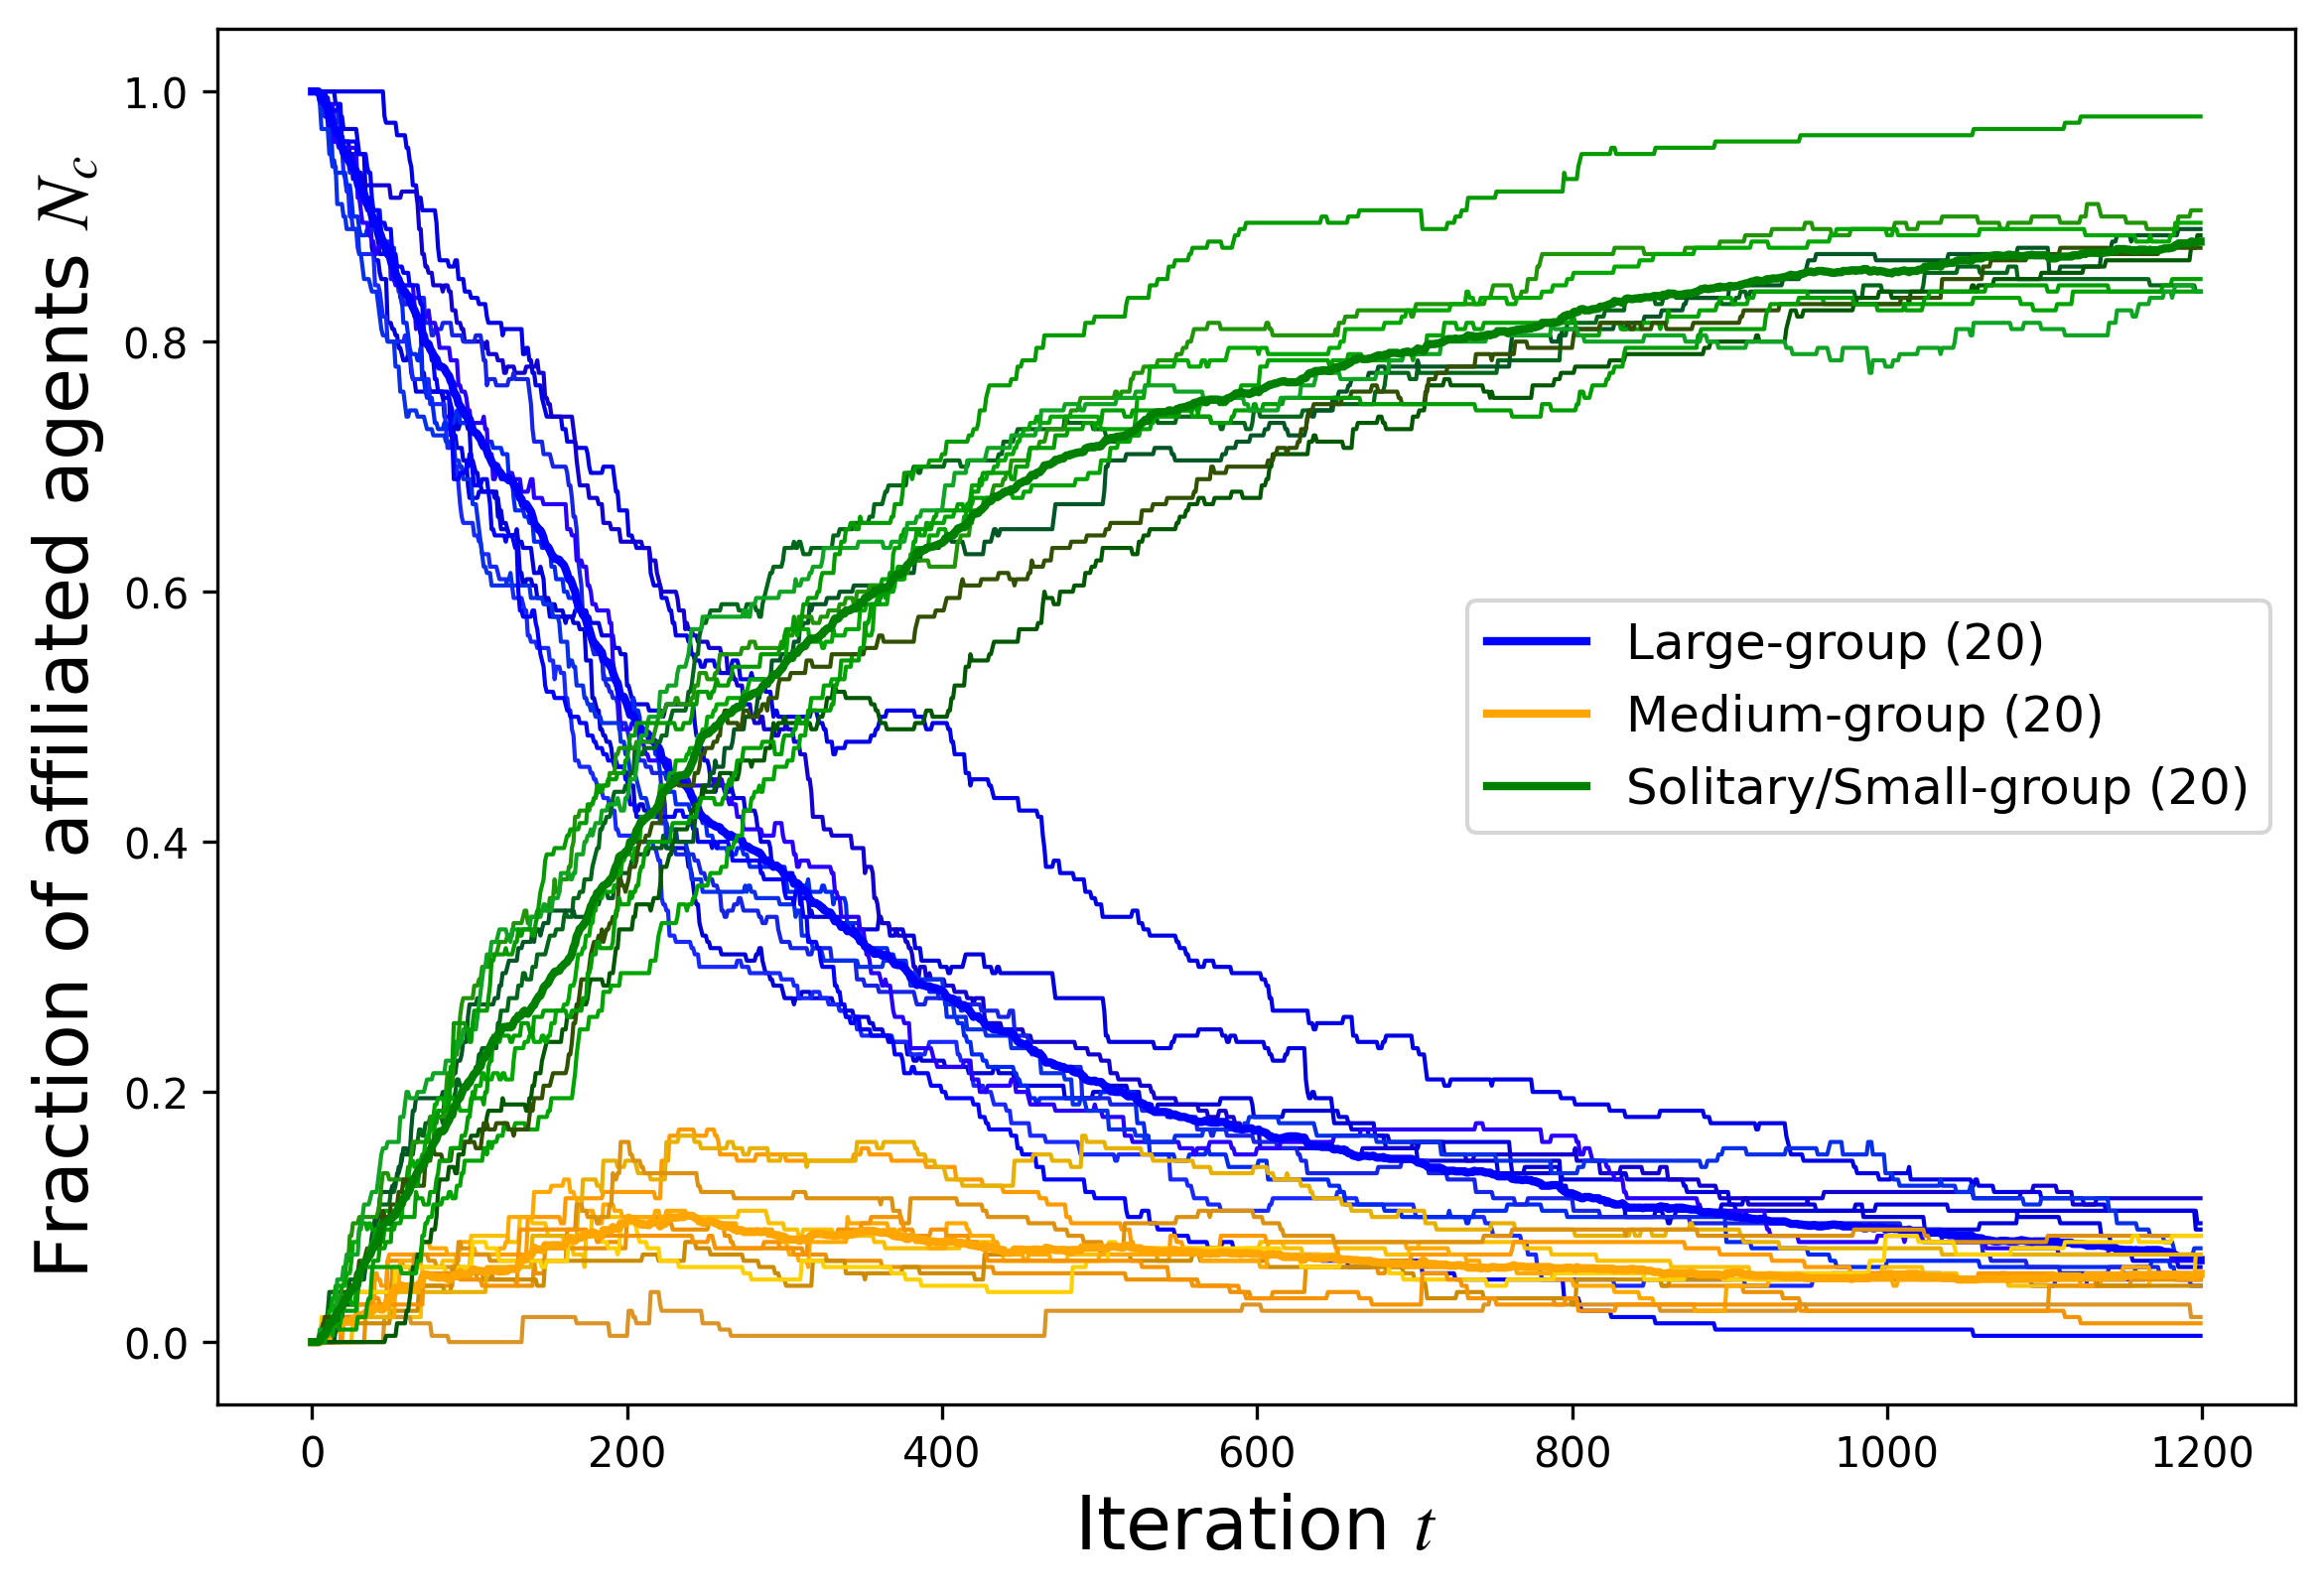 Fraction of affiliated agents N_c
1.0
0.8
0.6
0.4
0.2
0.0
Large-group (20)
Medium-group (20)
Solitary/Small-group (20)
0 200 400 600 800 1000 1200
Iteration t